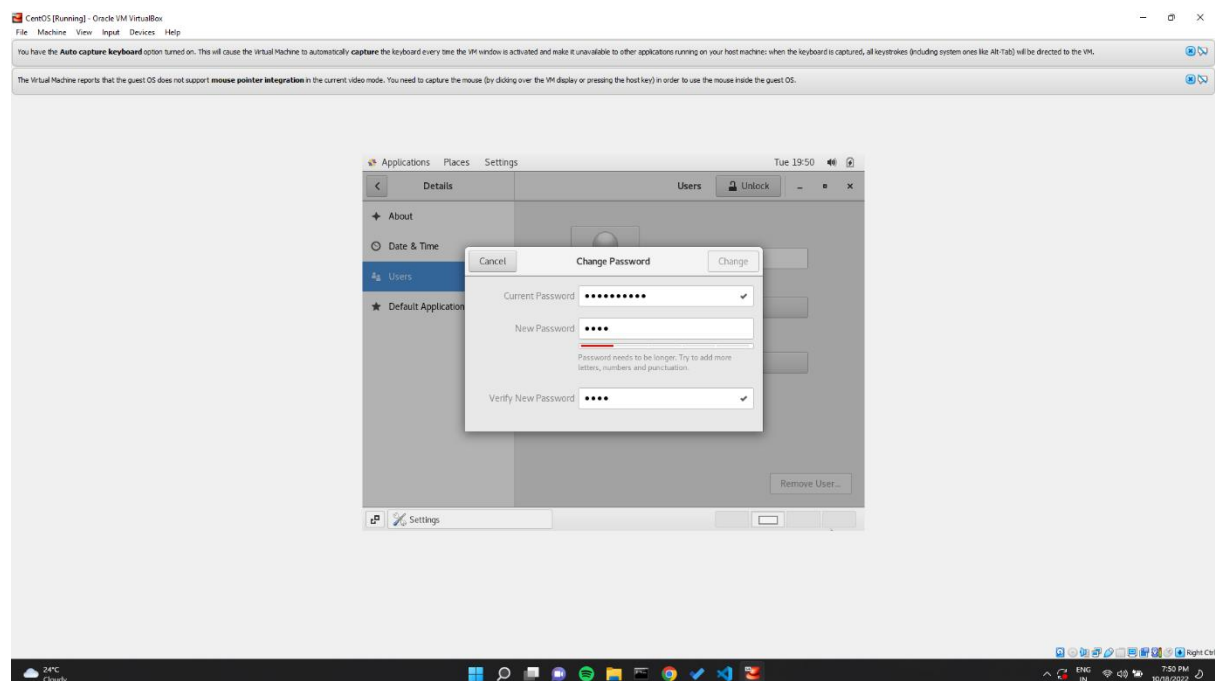 CentOS [Running] - Oracle VM VirtualBox
File Machine View Input Devices Help
You have the Auto capture keyboard option turned on. This will cause the Virtual Machine to automatically capture the keyboard every time the VM window is activated and make it unavailable to other applications running on your host machine: when the keyboard is captured, all keystrokes (including system ones like Alt-Tab) will be directed to the VM.
The Virtual Machine reports that the guest OS does not support mouse pointer integration in the current video mode. You need to capture the mouse (by clicking over the VM display or pressing the host key) in order to use the mouse inside the guest OS.
Applications Places Settings Tue 19:50
Details Users Unlock
About
Date & Time
Cancel Change Password Change
Users
Current Password
Default Application
New Password
Password needs to be longer. Try to add more
letters, numbers and punctuation.
Verify New Password
Remove User...
Settings
Right Ctrl
24°C
Cloudy
ENG
IN
7:50 PM
10/18/2022